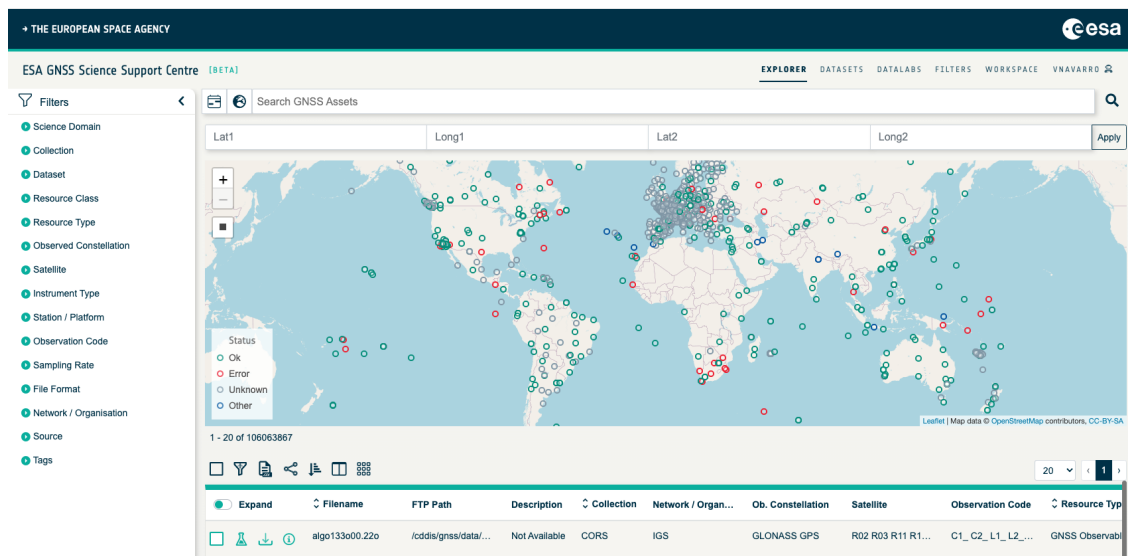 → THE EUROPEAN SPACE AGENCY
esa
ESA GNSS Science Support Centre [BETA]
EXPLORER DATASETS DATALABS FILTERS WORKSPACE VNAVARRO
Filters
Search GNSS Assets
Science Domain
Collection
Dataset
Resource Class
Resource Type
Observed Constellation
Satellite
Instrument Type
Station / Platform
Observation Code
Sampling Rate
File Format
Network / Organisation
Source
Tags
Lat1 Long1 Lat2 Long2 Apply
+
−
Status
Ok
Error
Unknown
Other
Leaflet | Map data © OpenStreetMap contributors, CC-BY-SA
1 - 20 of 106063867
20 ‹ 1 ›
Expand Filename FTP Path Description Collection Network / Organ... Ob. Constellation Satellite Observation Code Resource Typ
algo133o00.22o /cddis/gnss/data/... Not Available CORS IGS GLONASS GPS R02 R03 R11 R1... C1_ C2_ L1_ L2_... GNSS Observabl